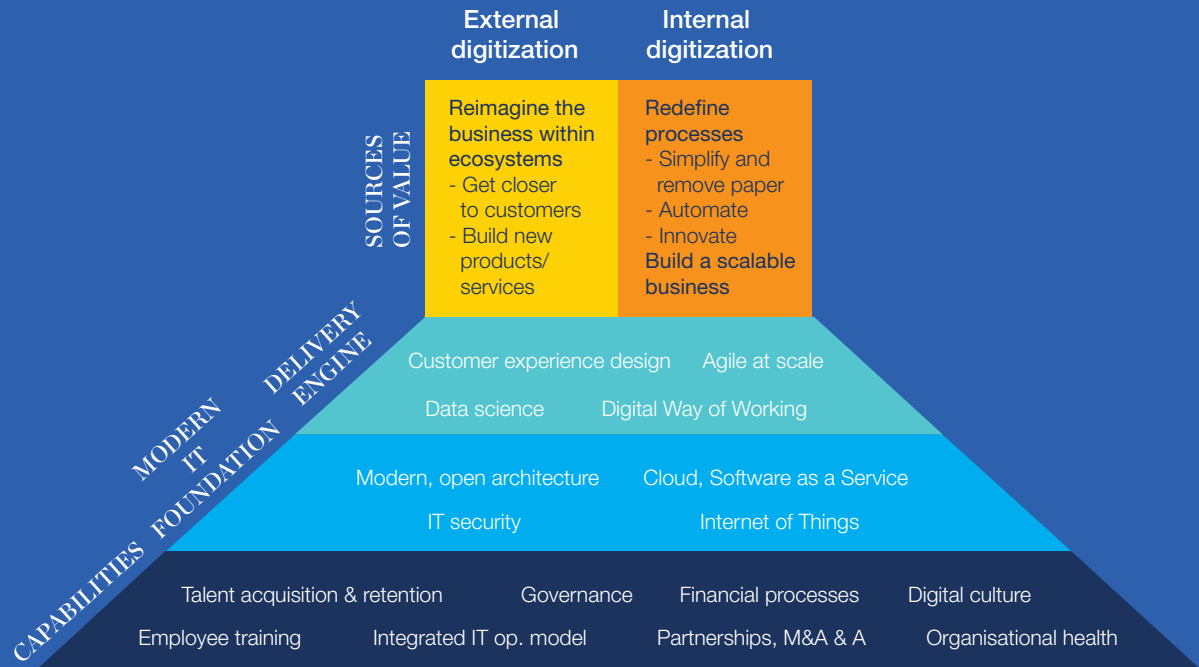 External
digitization
Internal
digitization
SOURCES
OF VALUE
Reimagine the
business within
ecosystems
- Get closer
to customers
- Build new
products/
services
Redefine
processes
- Simplify and
remove paper
- Automate
- Innovate
Build a scalable
business
DELIVERY
ENGINE
Customer experience design
Agile at scale
Data science
Digital Way of Working
MODERN
IT
FOUNDATION
Modern, open architecture
Cloud, Software as a Service
IT security
Internet of Things
CAPABILITIES
Talent acquisition & retention
Governance
Financial processes
Digital culture
Employee training
Integrated IT op. model
Partnerships, M&A & A
Organisational health